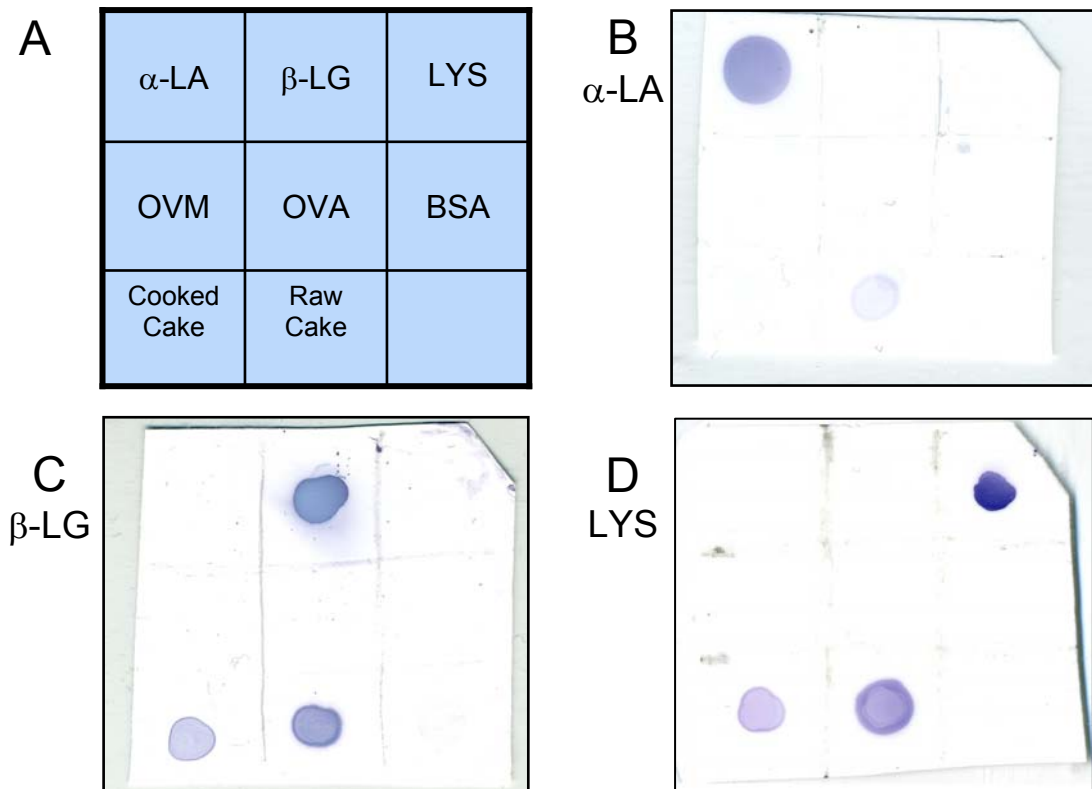 A
α-LA
β-LG
LYS
OVM
OVA
BSA
Cooked
Cake
Raw
Cake
B
α-LA
C
β-LG
D
LYS